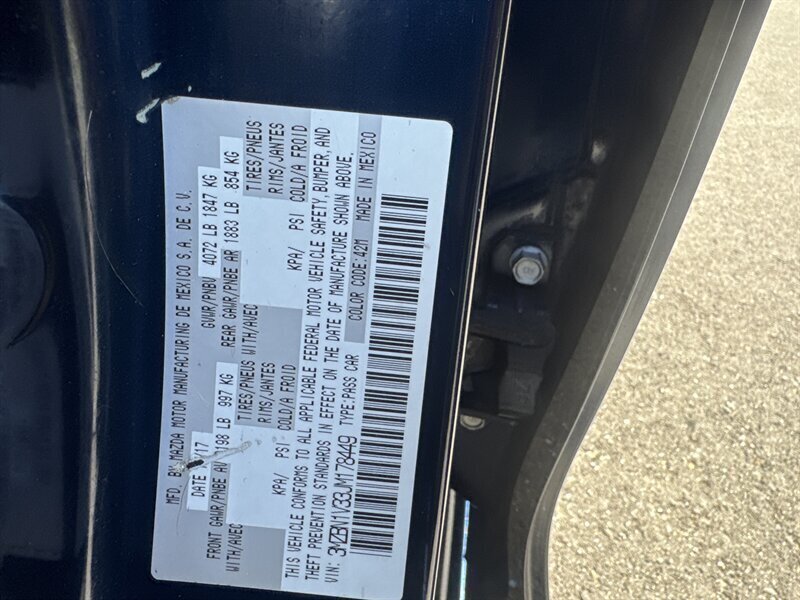 MFD. BY MAZDA MOTOR MANUFACTURING DE MEXICO S.A. DE C.V.
DATE /17 GVWR/PNBV 4072 LB 1847 KG
FRONT GAWR/PNBE AV 198 LB 997 KG REAR GAWR/PNBE AR 1883 LB 854 KG
WITH/AVEC TIRES/PNEUS WITH/AVEC TIRES/PNEUS
RIMS/JANTES RIMS/JANTES
KPA/ PSI COLD/A FROID KPA/ PSI COLD/A FROID
THIS VEHICLE CONFORMS TO ALL APPLICABLE FEDERAL MOTOR VEHICLE SAFETY, BUMPER, AND
THEFT PREVENTION STANDARDS IN EFFECT ON THE DATE OF MANUFACTURE SHOWN ABOVE.
VIN: 3MZBN1V33JM178449 TYPE:PASS CAR COLOR CODE:42M MADE IN MEXICO